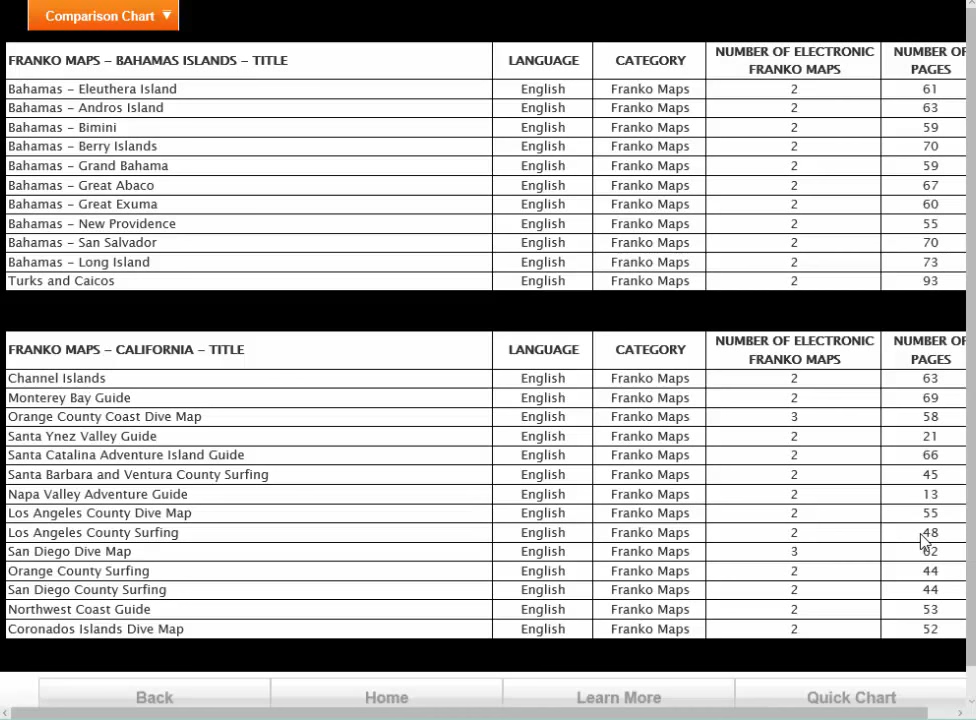 Comparison Chart ▼
FRANKO MAPS – BAHAMAS ISLANDS – TITLE LANGUAGE CATEGORY NUMBER OF ELECTRONIC FRANKO MAPS NUMBER OF PAGES
Bahamas – Eleuthera Island English Franko Maps 2 61
Bahamas – Andros Island English Franko Maps 2 63
Bahamas – Bimini English Franko Maps 2 59
Bahamas – Berry Islands English Franko Maps 2 70
Bahamas – Grand Bahama English Franko Maps 2 59
Bahamas – Great Abaco English Franko Maps 2 67
Bahamas – Great Exuma English Franko Maps 2 60
Bahamas – New Providence English Franko Maps 2 55
Bahamas – San Salvador English Franko Maps 2 70
Bahamas – Long Island English Franko Maps 2 73
Turks and Caicos English Franko Maps 2 93
FRANKO MAPS – CALIFORNIA – TITLE LANGUAGE CATEGORY NUMBER OF ELECTRONIC FRANKO MAPS NUMBER OF PAGES
Channel Islands English Franko Maps 2 63
Monterey Bay Guide English Franko Maps 2 69
Orange County Coast Dive Map English Franko Maps 3 58
Santa Ynez Valley Guide English Franko Maps 2 21
Santa Catalina Adventure Island Guide English Franko Maps 2 66
Santa Barbara and Ventura County Surfing English Franko Maps 2 45
Napa Valley Adventure Guide English Franko Maps 2 13
Los Angeles County Dive Map English Franko Maps 2 55
Los Angeles County Surfing English Franko Maps 2 48
San Diego Dive Map English Franko Maps 3 62
Orange County Surfing English Franko Maps 2 44
San Diego County Surfing English Franko Maps 2 44
Northwest Coast Guide English Franko Maps 2 53
Coronados Islands Dive Map English Franko Maps 2 52
Back Home Learn More Quick Chart